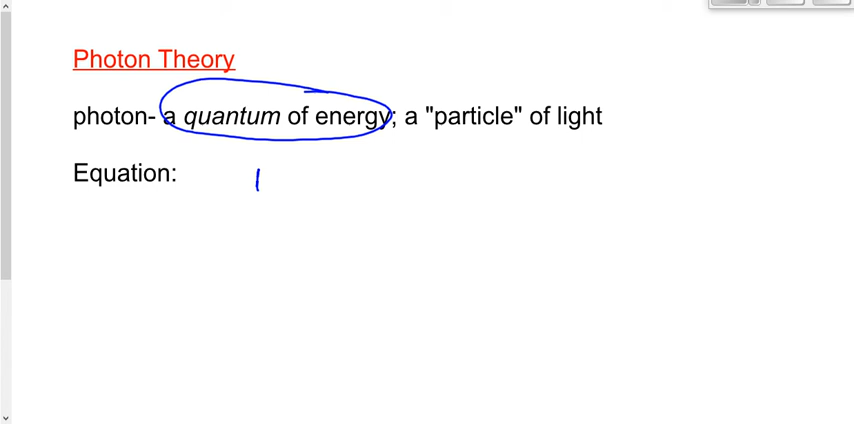 Photon Theory
photon- a quantum of energy; a "particle" of light
Equation: